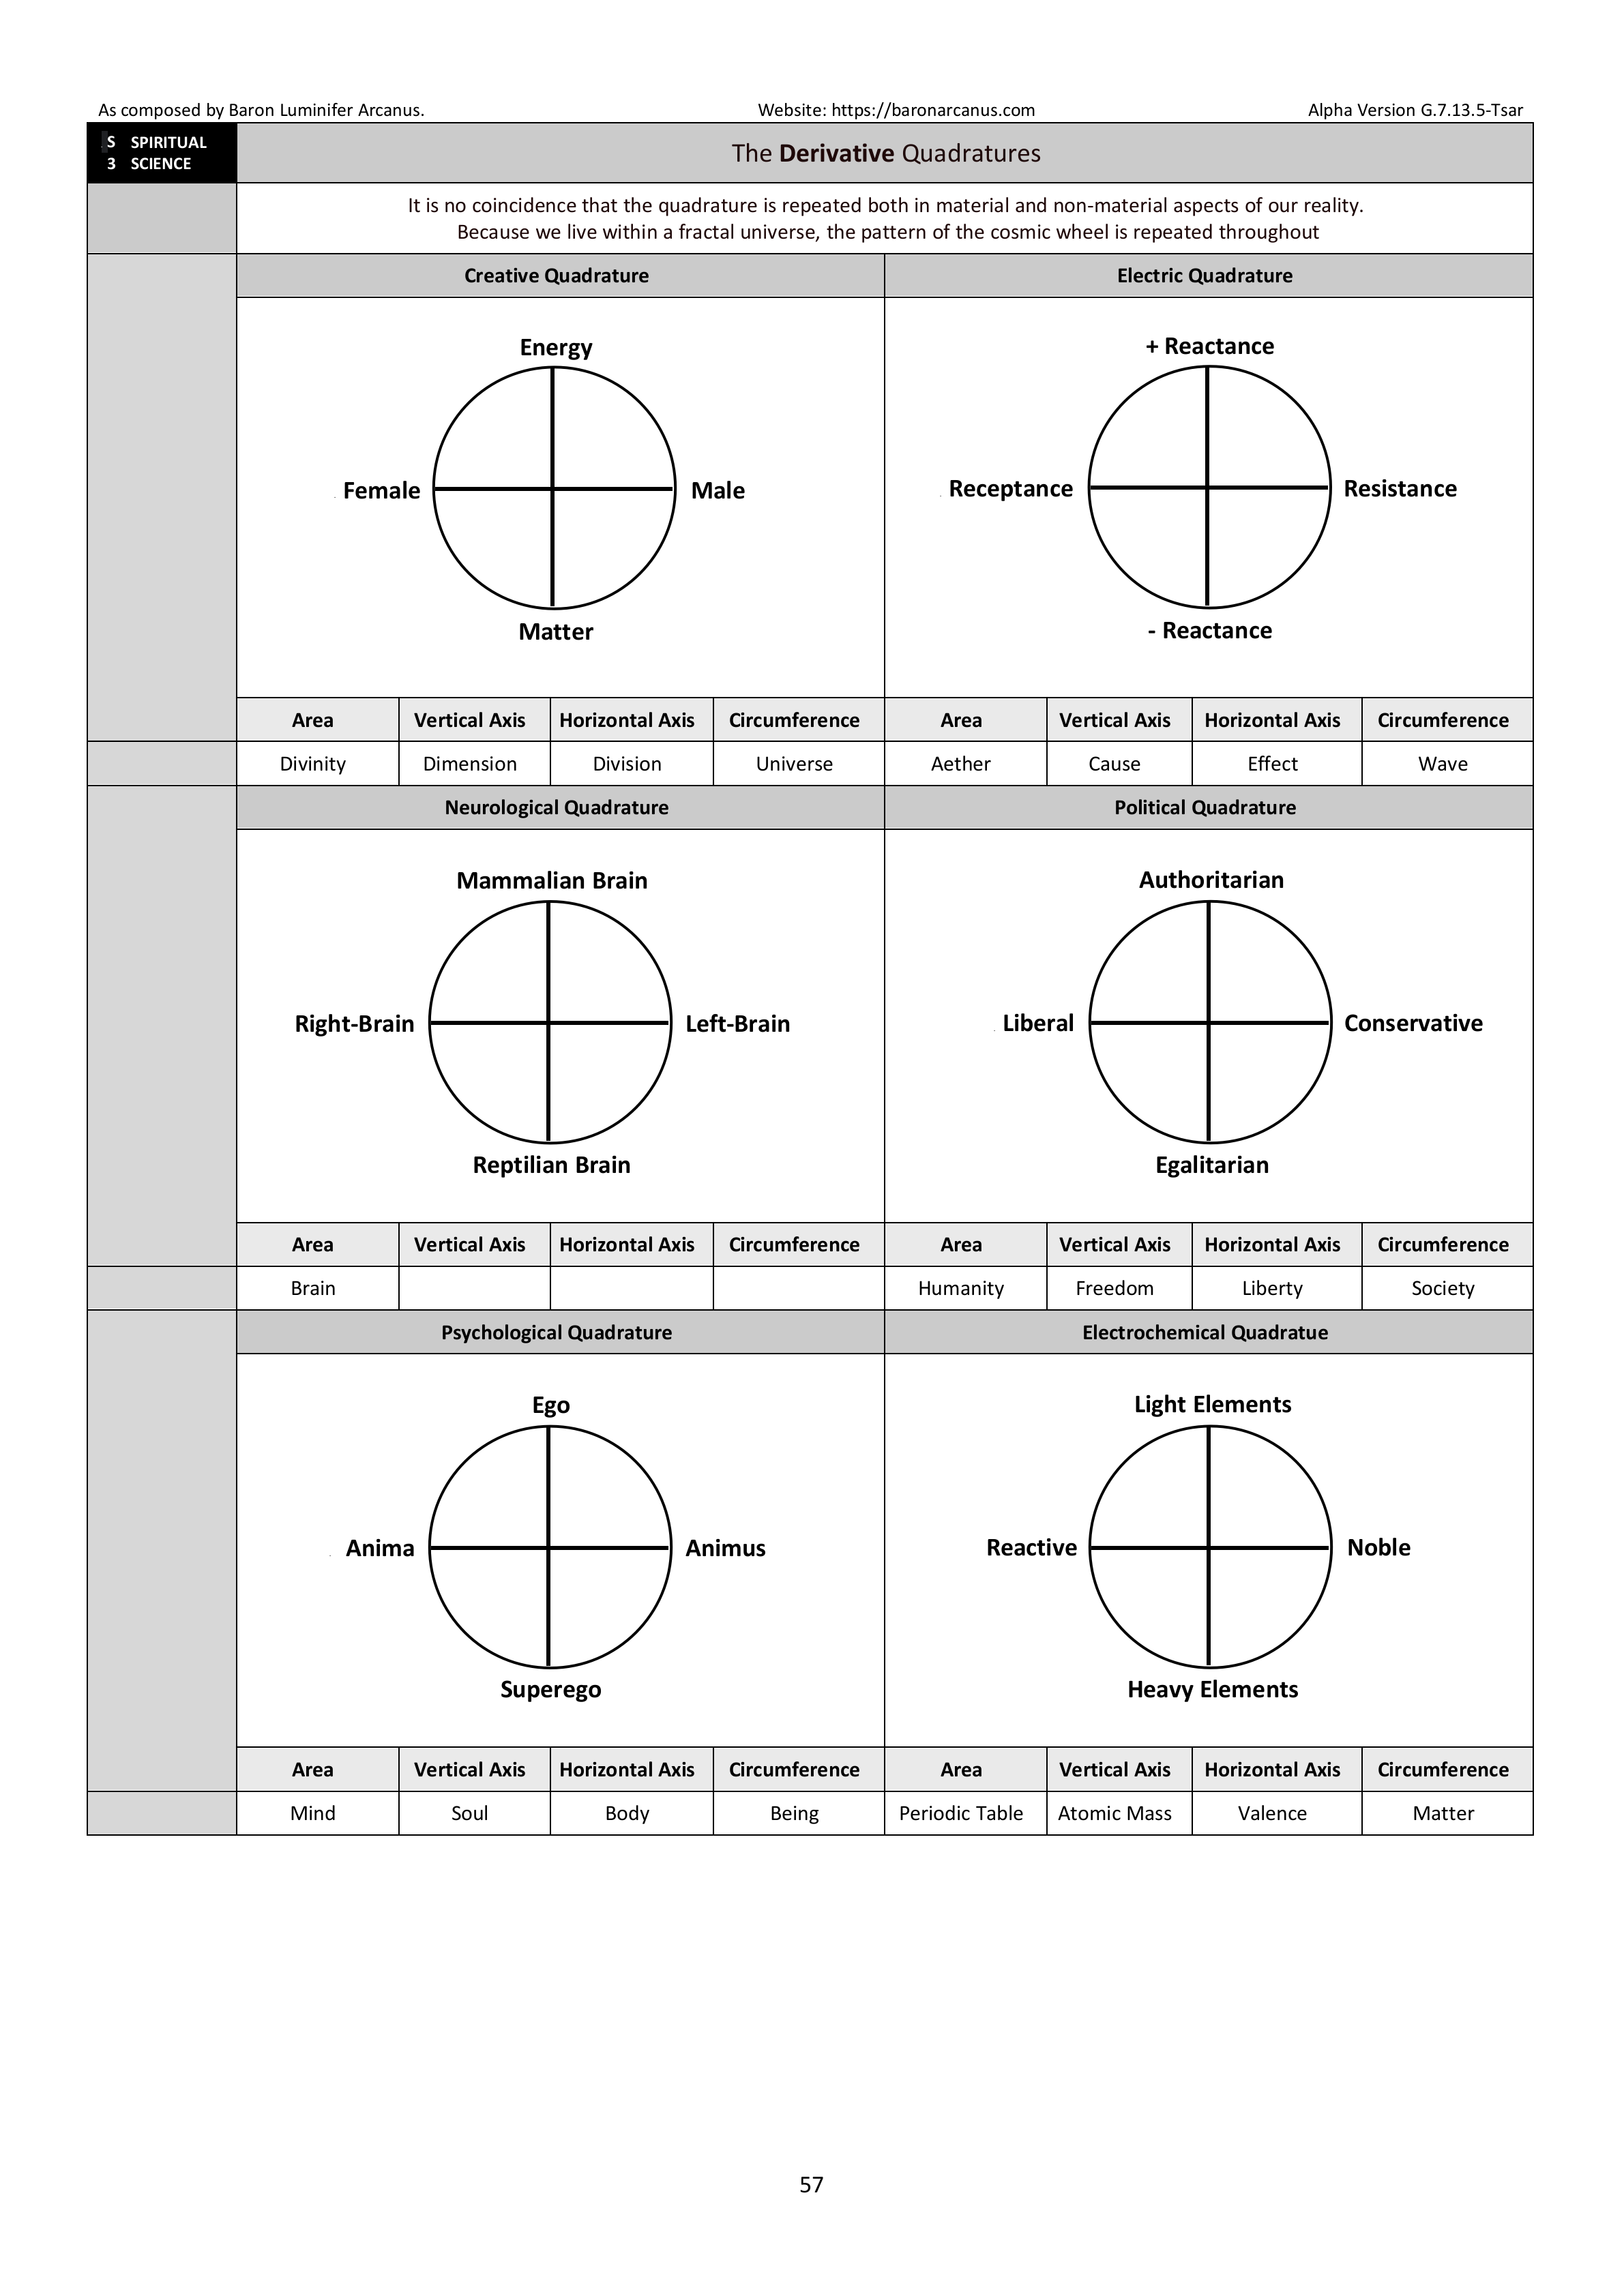 As composed by Baron Luminifer Arcanus. Website: https://baronarcanus.com Alpha Version G.7.13.5-Tsar
S SPIRITUAL
3 SCIENCE
The Derivative Quadratures
It is no coincidence that the quadrature is repeated both in material and non-material aspects of our reality.
Because we live within a fractal universe, the pattern of the cosmic wheel is repeated throughout
Creative Quadrature
Energy
Female
Male
Matter
Electric Quadrature
+ Reactance
Receptance
Resistance
- Reactance
Area Vertical Axis Horizontal Axis Circumference Area Vertical Axis Horizontal Axis Circumference
Divinity Dimension Division Universe Aether Cause Effect Wave
Neurological Quadrature
Mammalian Brain
Right-Brain
Left-Brain
Reptilian Brain
Political Quadrature
Authoritarian
Liberal
Conservative
Egalitarian
Area Vertical Axis Horizontal Axis Circumference Area Vertical Axis Horizontal Axis Circumference
Brain Humanity Freedom Liberty Society
Psychological Quadrature
Ego
Anima
Animus
Superego
Electrochemical Quadratue
Light Elements
Reactive
Noble
Heavy Elements
Area Vertical Axis Horizontal Axis Circumference Area Vertical Axis Horizontal Axis Circumference
Mind Soul Body Being Periodic Table Atomic Mass Valence Matter
57